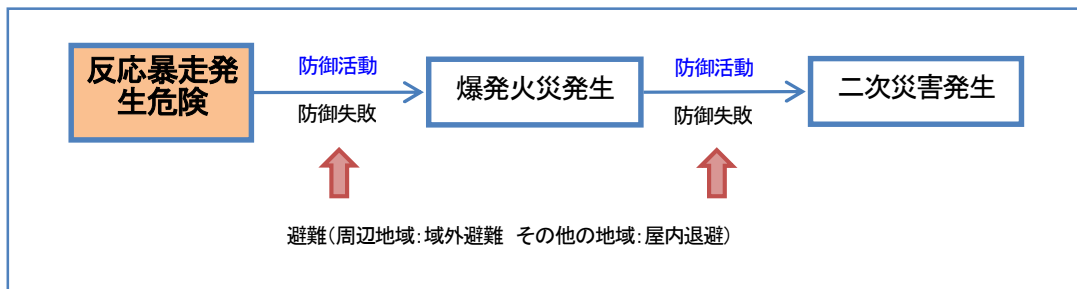 反応暴走発
生危険
防御活動
防御失敗
爆発火災発生
防御活動
防御失敗
二次災害発生
避難(周辺地域:域外避難 その他の地域:屋内退避)